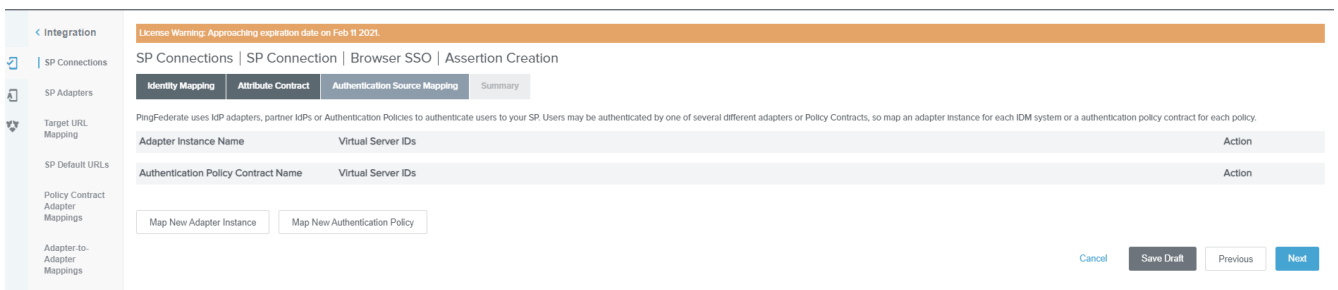 Integration
SP Connections
SP Adapters
Target URL
Mapping
SP Default URLs
Policy Contract
Adapter
Mappings
Adapter-to-
Adapter
Mappings
License Warning: Approaching expiration date on Feb 11 2021.
SP Connections | SP Connection | Browser SSO | Assertion Creation
Identity Mapping Attribute Contract Authentication Source Mapping Summary
PingFederate uses IdP adapters, partner IdPs or Authentication Policies to authenticate users to your SP. Users may be authenticated by one of several different adapters or Policy Contracts, so map an adapter instance for each IDM system or a authentication policy contract for each policy.
Adapter Instance Name Virtual Server IDs Action
Authentication Policy Contract Name Virtual Server IDs Action
Map New Adapter Instance Map New Authentication Policy
Cancel Save Draft Previous Next